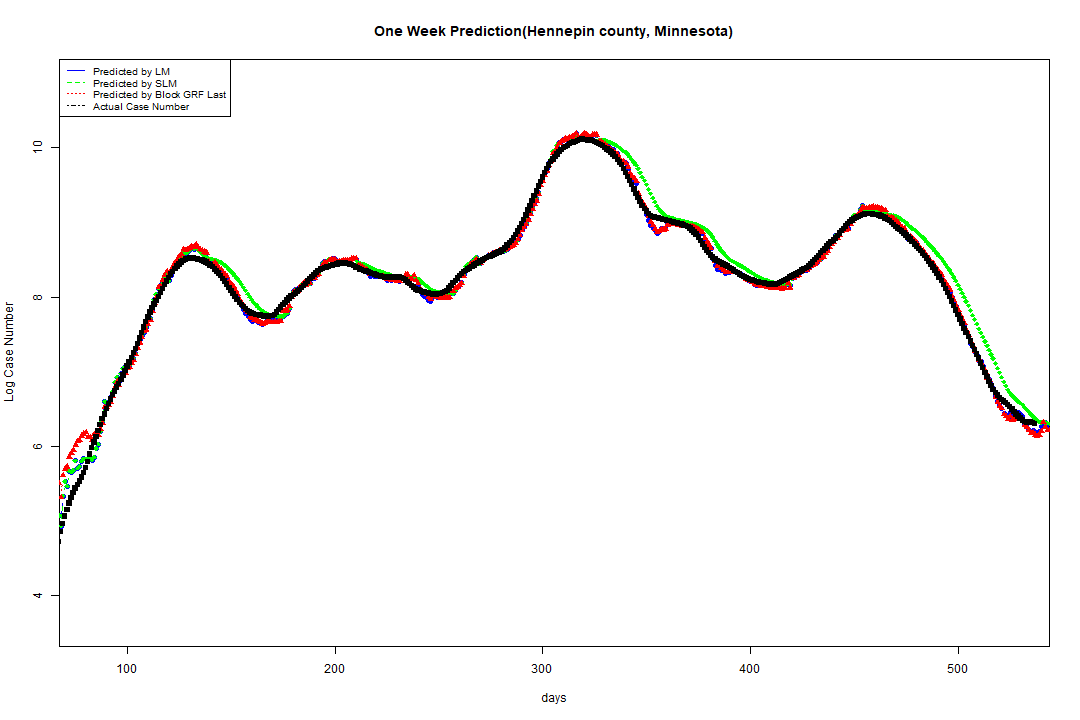 One Week Prediction(Hennepin county, Minnesota)
Predicted by LM
Predicted by SLM
Predicted by Block GRF Last
Actual Case Number
10
8
6
4
Log Case Number
100 200 300 400 500
days